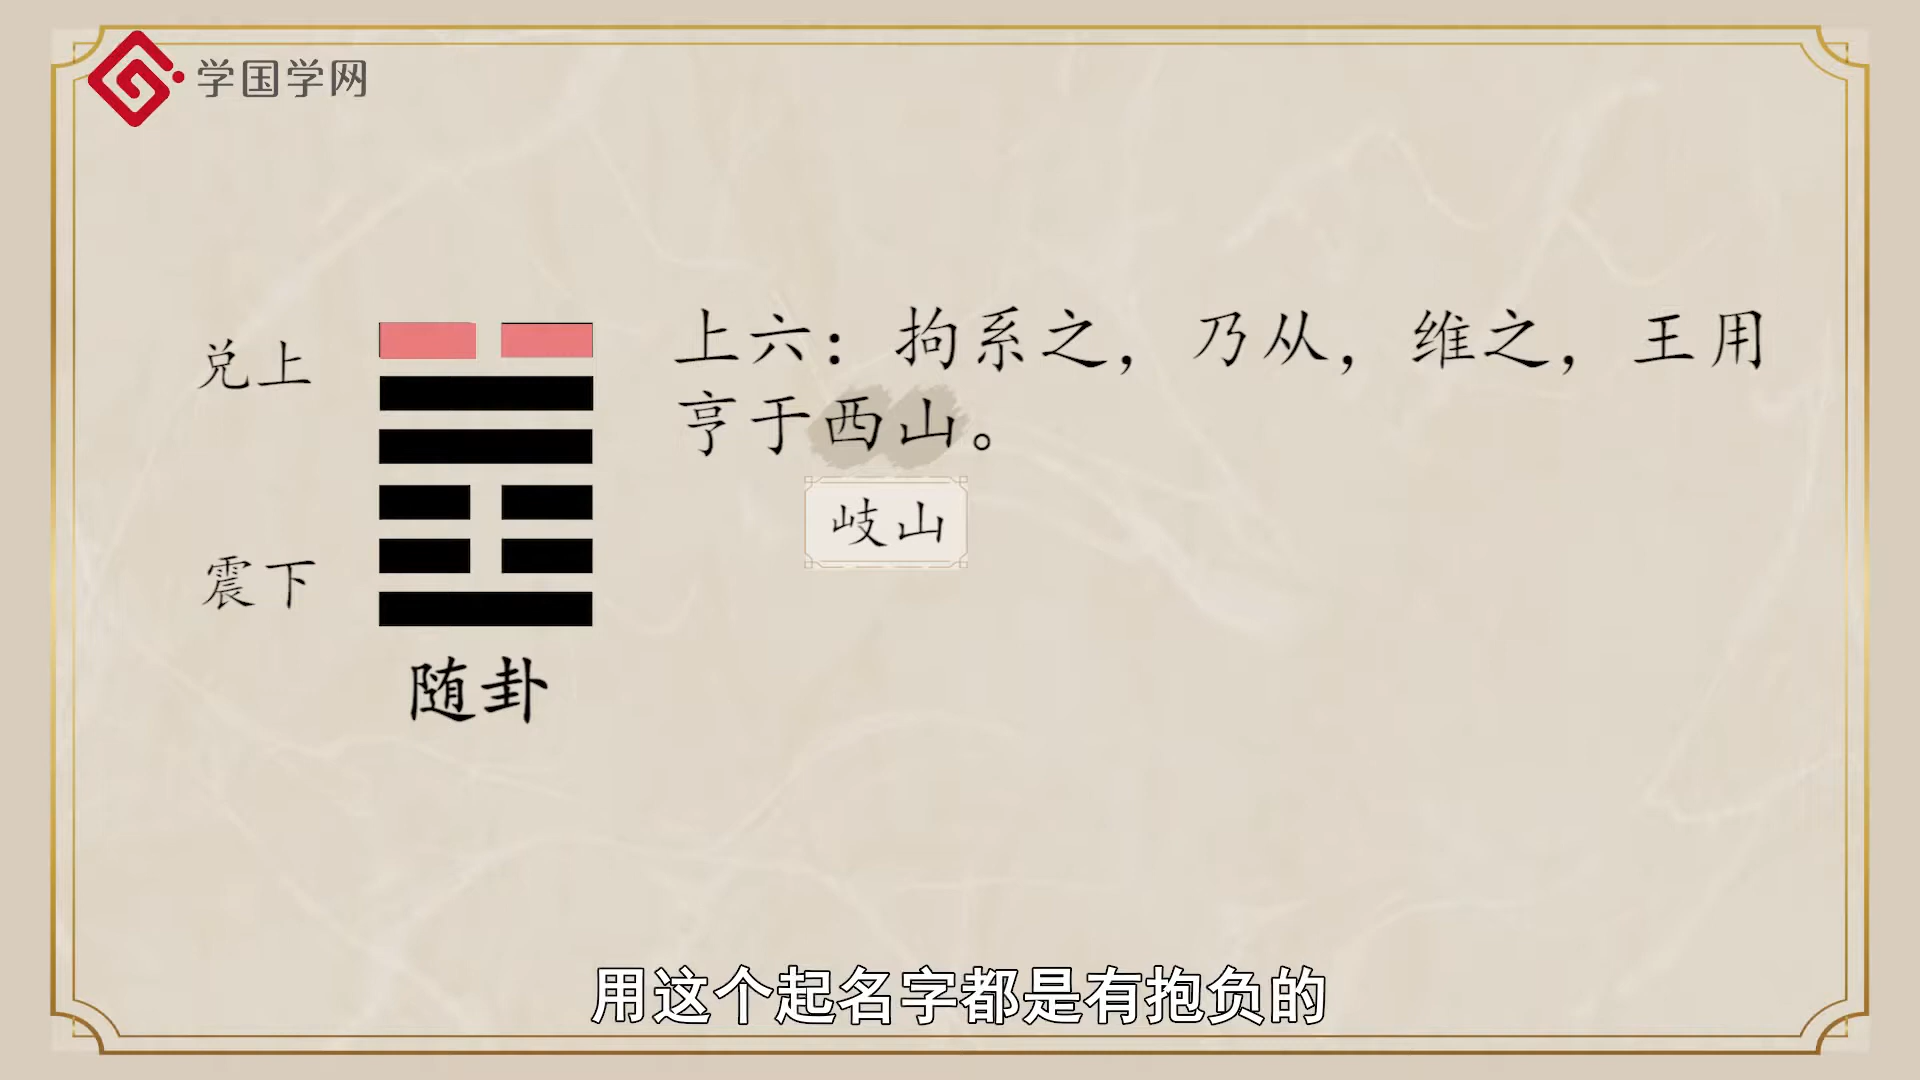 学国学网
兑上
震下
随卦
上六：拘系之，乃从，维之，王用
亨于西山。
岐山
用这个起名字都是有抱负的